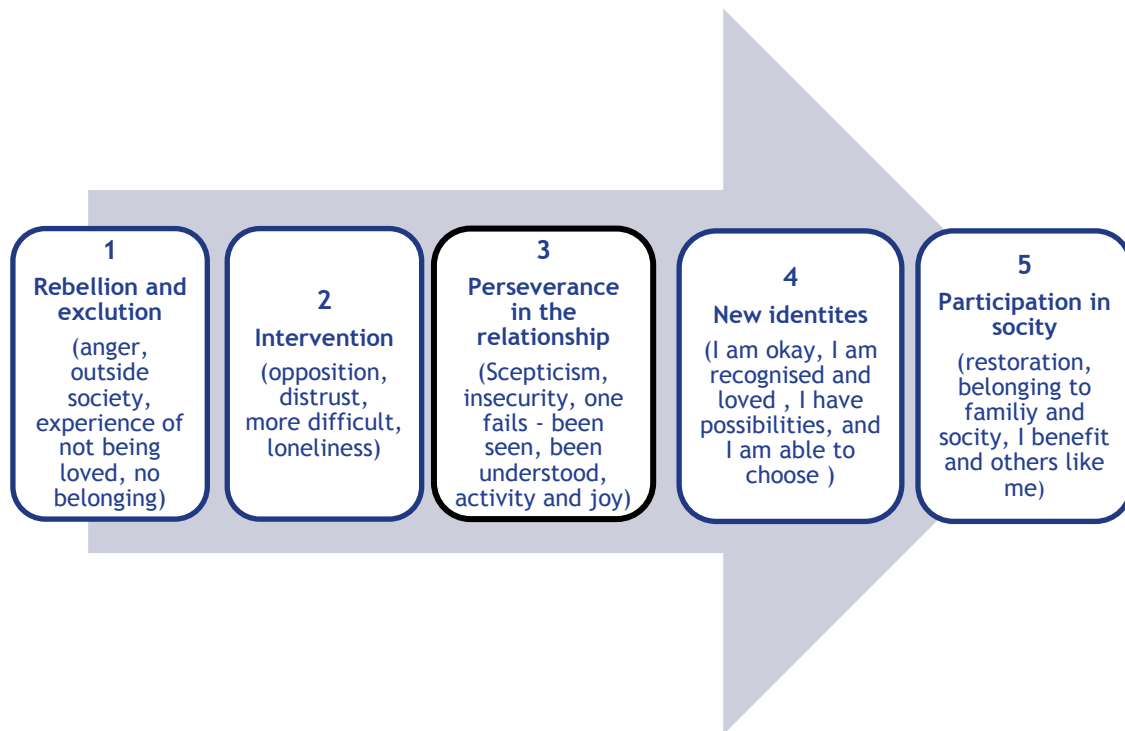 1
Rebellion and
exclution
(anger,
outside
society,
experience of
not being
loved, no
belonging)
2
Intervention
(opposition,
distrust,
more difficult,
loneliness)
3
Perseverance
in the
relationship
(Scepticism,
insecurity, one
fails - been
seen, been
understood,
activity and joy)
4
New identites
(I am okay, I am
recognised and
loved , I have
possibilities, and
I am able to
choose )
5
Participation in
socity
(restoration,
belonging to
familiy and
socity, I benefit
and others like
me)